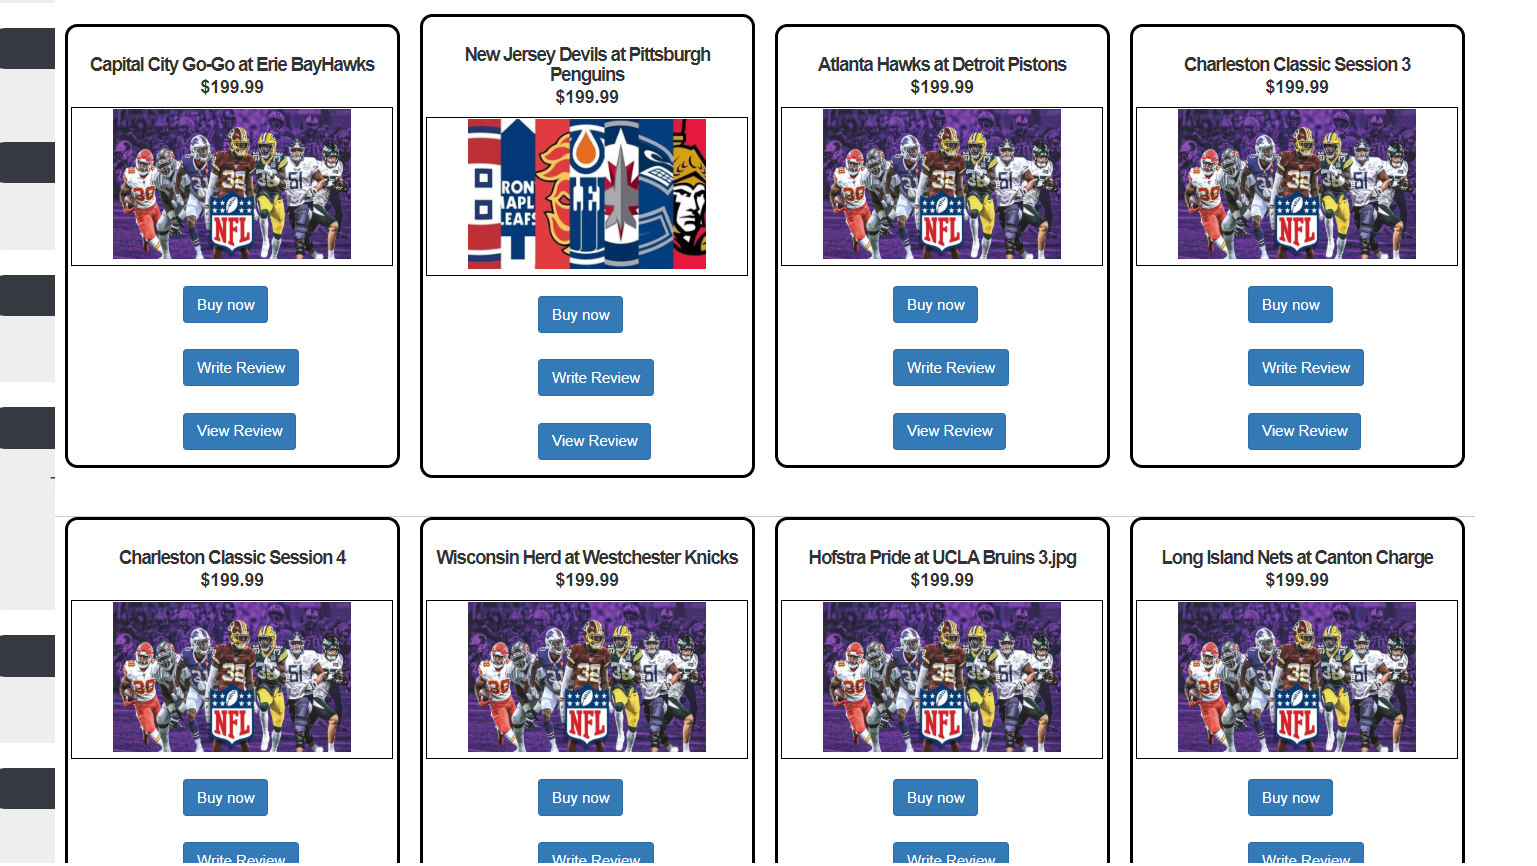 Capital City Go-Go at Erie BayHawks
$199.99
NFL
Buy now
Write Review
View Review
New Jersey Devils at Pittsburgh
Penguins
$199.99
Buy now
Write Review
View Review
Atlanta Hawks at Detroit Pistons
$199.99
NFL
Buy now
Write Review
View Review
Charleston Classic Session 3
$199.99
NFL
Buy now
Write Review
View Review
Charleston Classic Session 4
$199.99
NFL
Buy now
Write Review
Wisconsin Herd at Westchester Knicks
$199.99
NFL
Buy now
Write Review
Hofstra Pride at UCLA Bruins 3.jpg
$199.99
NFL
Buy now
Write Review
Long Island Nets at Canton Charge
$199.99
NFL
Buy now
Write Review